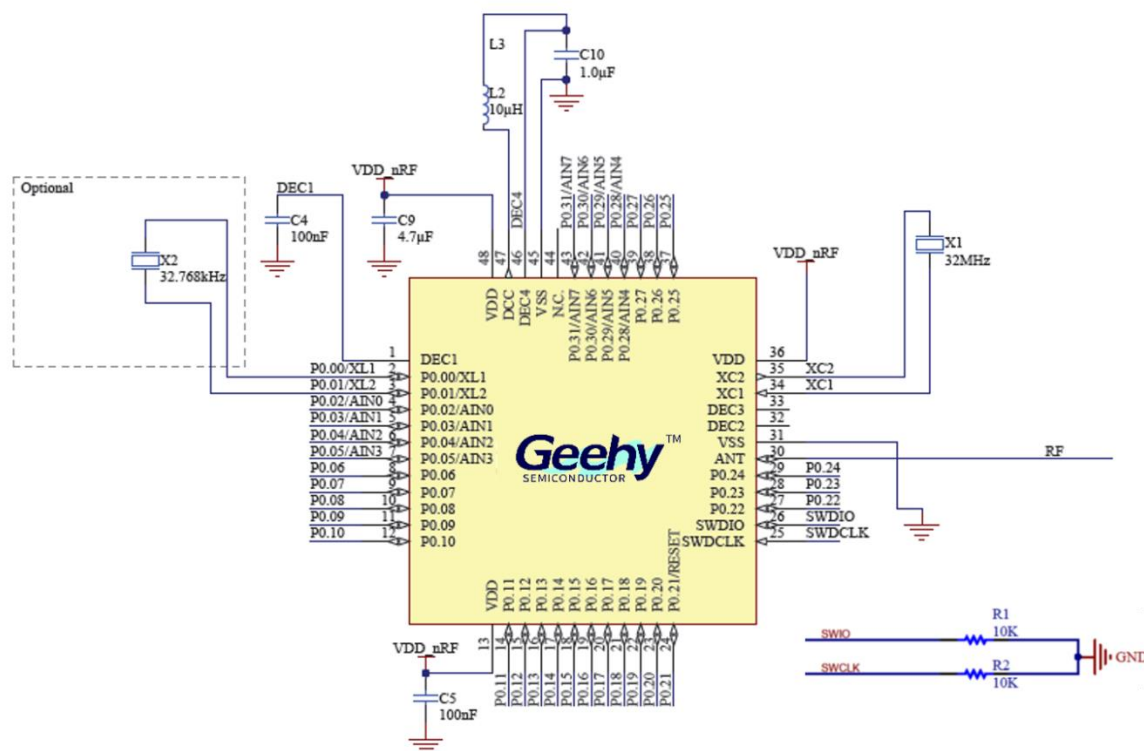 L3
C10
1.0μF
L2
10μH
VDD_nRF
DEC1
DEC4
P0.31/AIN7
P0.30/AIN6
P0.29/AIN5
P0.28/AIN4
P0.27
P0.26
P0.25
Optional
C4
100nF
C9
4.7μF
X2
32.768kHz
VDD_nRF
X1
32MHz
48
47
46
45
44
43
42
41
40
39
38
37
VDD
DCC
DEC4
VSS
N.C.
P0.31/AIN7
P0.30/AIN6
P0.29/AIN5
P0.28/AIN4
P0.27
P0.26
P0.25
1 DEC1
P0.00/XL1 2 P0.00/XL1
P0.01/XL2 3 P0.01/XL2
P0.02/AIN0 4 P0.02/AIN0
P0.03/AIN1 5 P0.03/AIN1
P0.04/AIN2 6 P0.04/AIN2
P0.05/AIN3 7 P0.05/AIN3
P0.06 8 P0.06
P0.07 9 P0.07
P0.08 10 P0.08
P0.09 11 P0.09
P0.10 12 P0.10
Geehy™
SEMICONDUCTOR
VDD 36
XC2 35 XC2
XC1 34 XC1
DEC3 33
DEC2 32
VSS 31
ANT 30 RF
P0.24 29 P0.24
P0.23 28 P0.23
P0.22 27 P0.22
SWDIO 26 SWDIO
SWDCLK 25 SWDCLK
VDD
P0.11
P0.12
P0.13
P0.14
P0.15
P0.16
P0.17
P0.18
P0.19
P0.20
P0.21/RESET
13
14
15
16
17
18
19
20
21
22
23
24
VDD_nRF
C5
100nF
P0.11
P0.12
P0.13
P0.14
P0.15
P0.16
P0.17
P0.18
P0.19
P0.20
P0.21
R1
SWIO
10K
GND
R2
SWCLK
10K